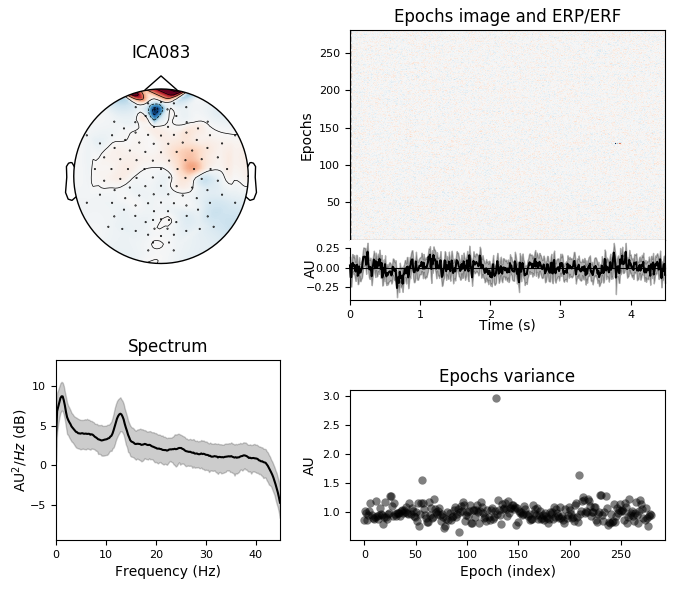 ICA083
Epochs image and ERP/ERF
Epochs
250
200
150
100
50
AU
0.25
0.00
−0.25
0 1 2 3 4
Time (s)
Spectrum
AU²/Hz (dB)
10
5
0
−5
0 10 20 30 40
Frequency (Hz)
Epochs variance
AU
3.0
2.5
2.0
1.5
1.0
0 50 100 150 200 250
Epoch (index)